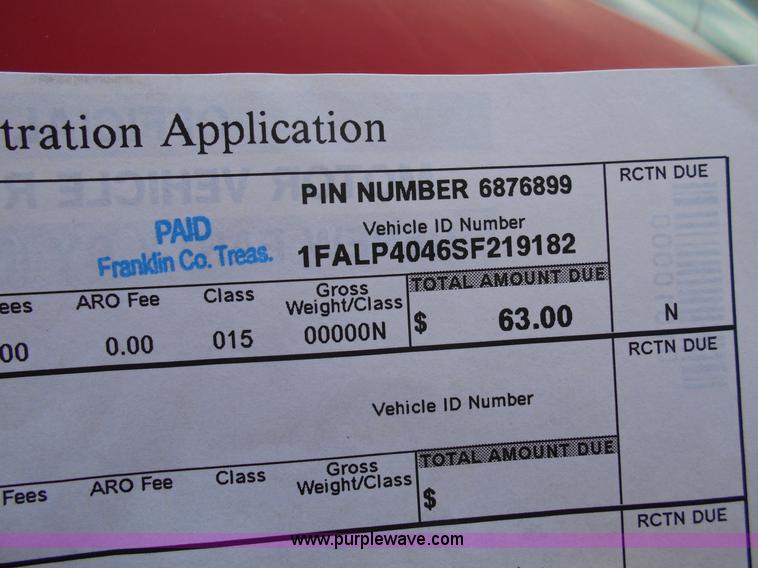 tration Application
PIN NUMBER 6876899
RCTN DUE
PAID
Franklin Co. Treas.
Vehicle ID Number
1FALP4046SF219182
ees ARO Fee Class Gross Weight/Class TOTAL AMOUNT DUE
00 0.00 015 00000N $ 63.00 N
RCTN DUE
Vehicle ID Number
Fees ARO Fee Class Gross Weight/Class TOTAL AMOUNT DUE
$
RCTN DUE
www.purplewave.com